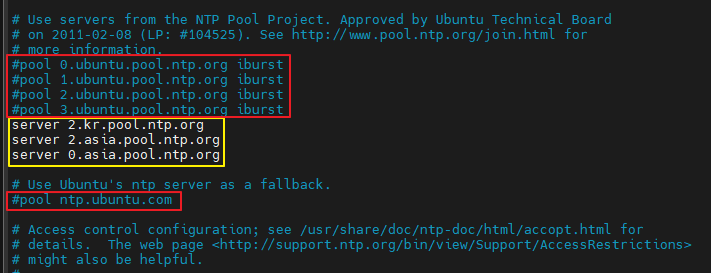 # Use servers from the NTP Pool Project. Approved by Ubuntu Technical Board
# on 2011-02-08 (LP: #104525). See http://www.pool.ntp.org/join.html for
# more information.
#pool 0.ubuntu.pool.ntp.org iburst
#pool 1.ubuntu.pool.ntp.org iburst
#pool 2.ubuntu.pool.ntp.org iburst
#pool 3.ubuntu.pool.ntp.org iburst
server 2.kr.pool.ntp.org
server 2.asia.pool.ntp.org
server 0.asia.pool.ntp.org
# Use Ubuntu's ntp server as a fallback.
#pool ntp.ubuntu.com
# Access control configuration; see /usr/share/doc/ntp-doc/html/accopt.html for
# details.  The web page <http://support.ntp.org/bin/view/Support/AccessRestrictions>
# might also be helpful.
#